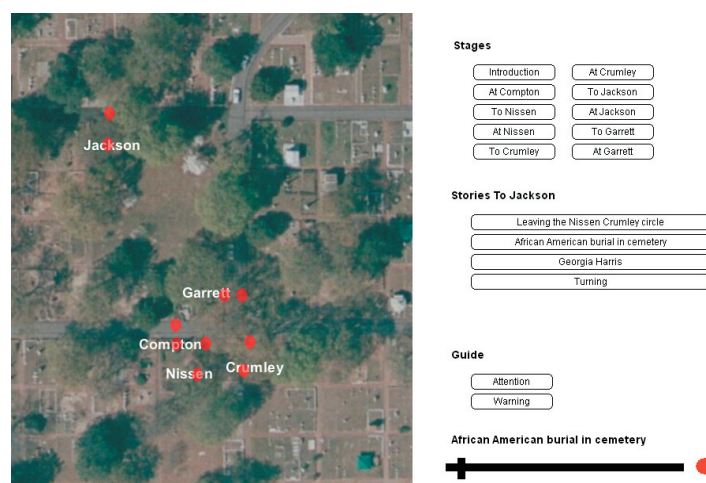 Jackson
Garrett
Compton
Nissen
Crumley
Stages
Introduction
At Crumley
At Compton
To Jackson
To Nissen
At Jackson
At Nissen
To Garrett
To Crumley
At Garrett
Stories To Jackson
Leaving the Nissen Crumley circle
African American burial in cemetery
Georgia Harris
Turning
Guide
Attention
Warning
African American burial in cemetery